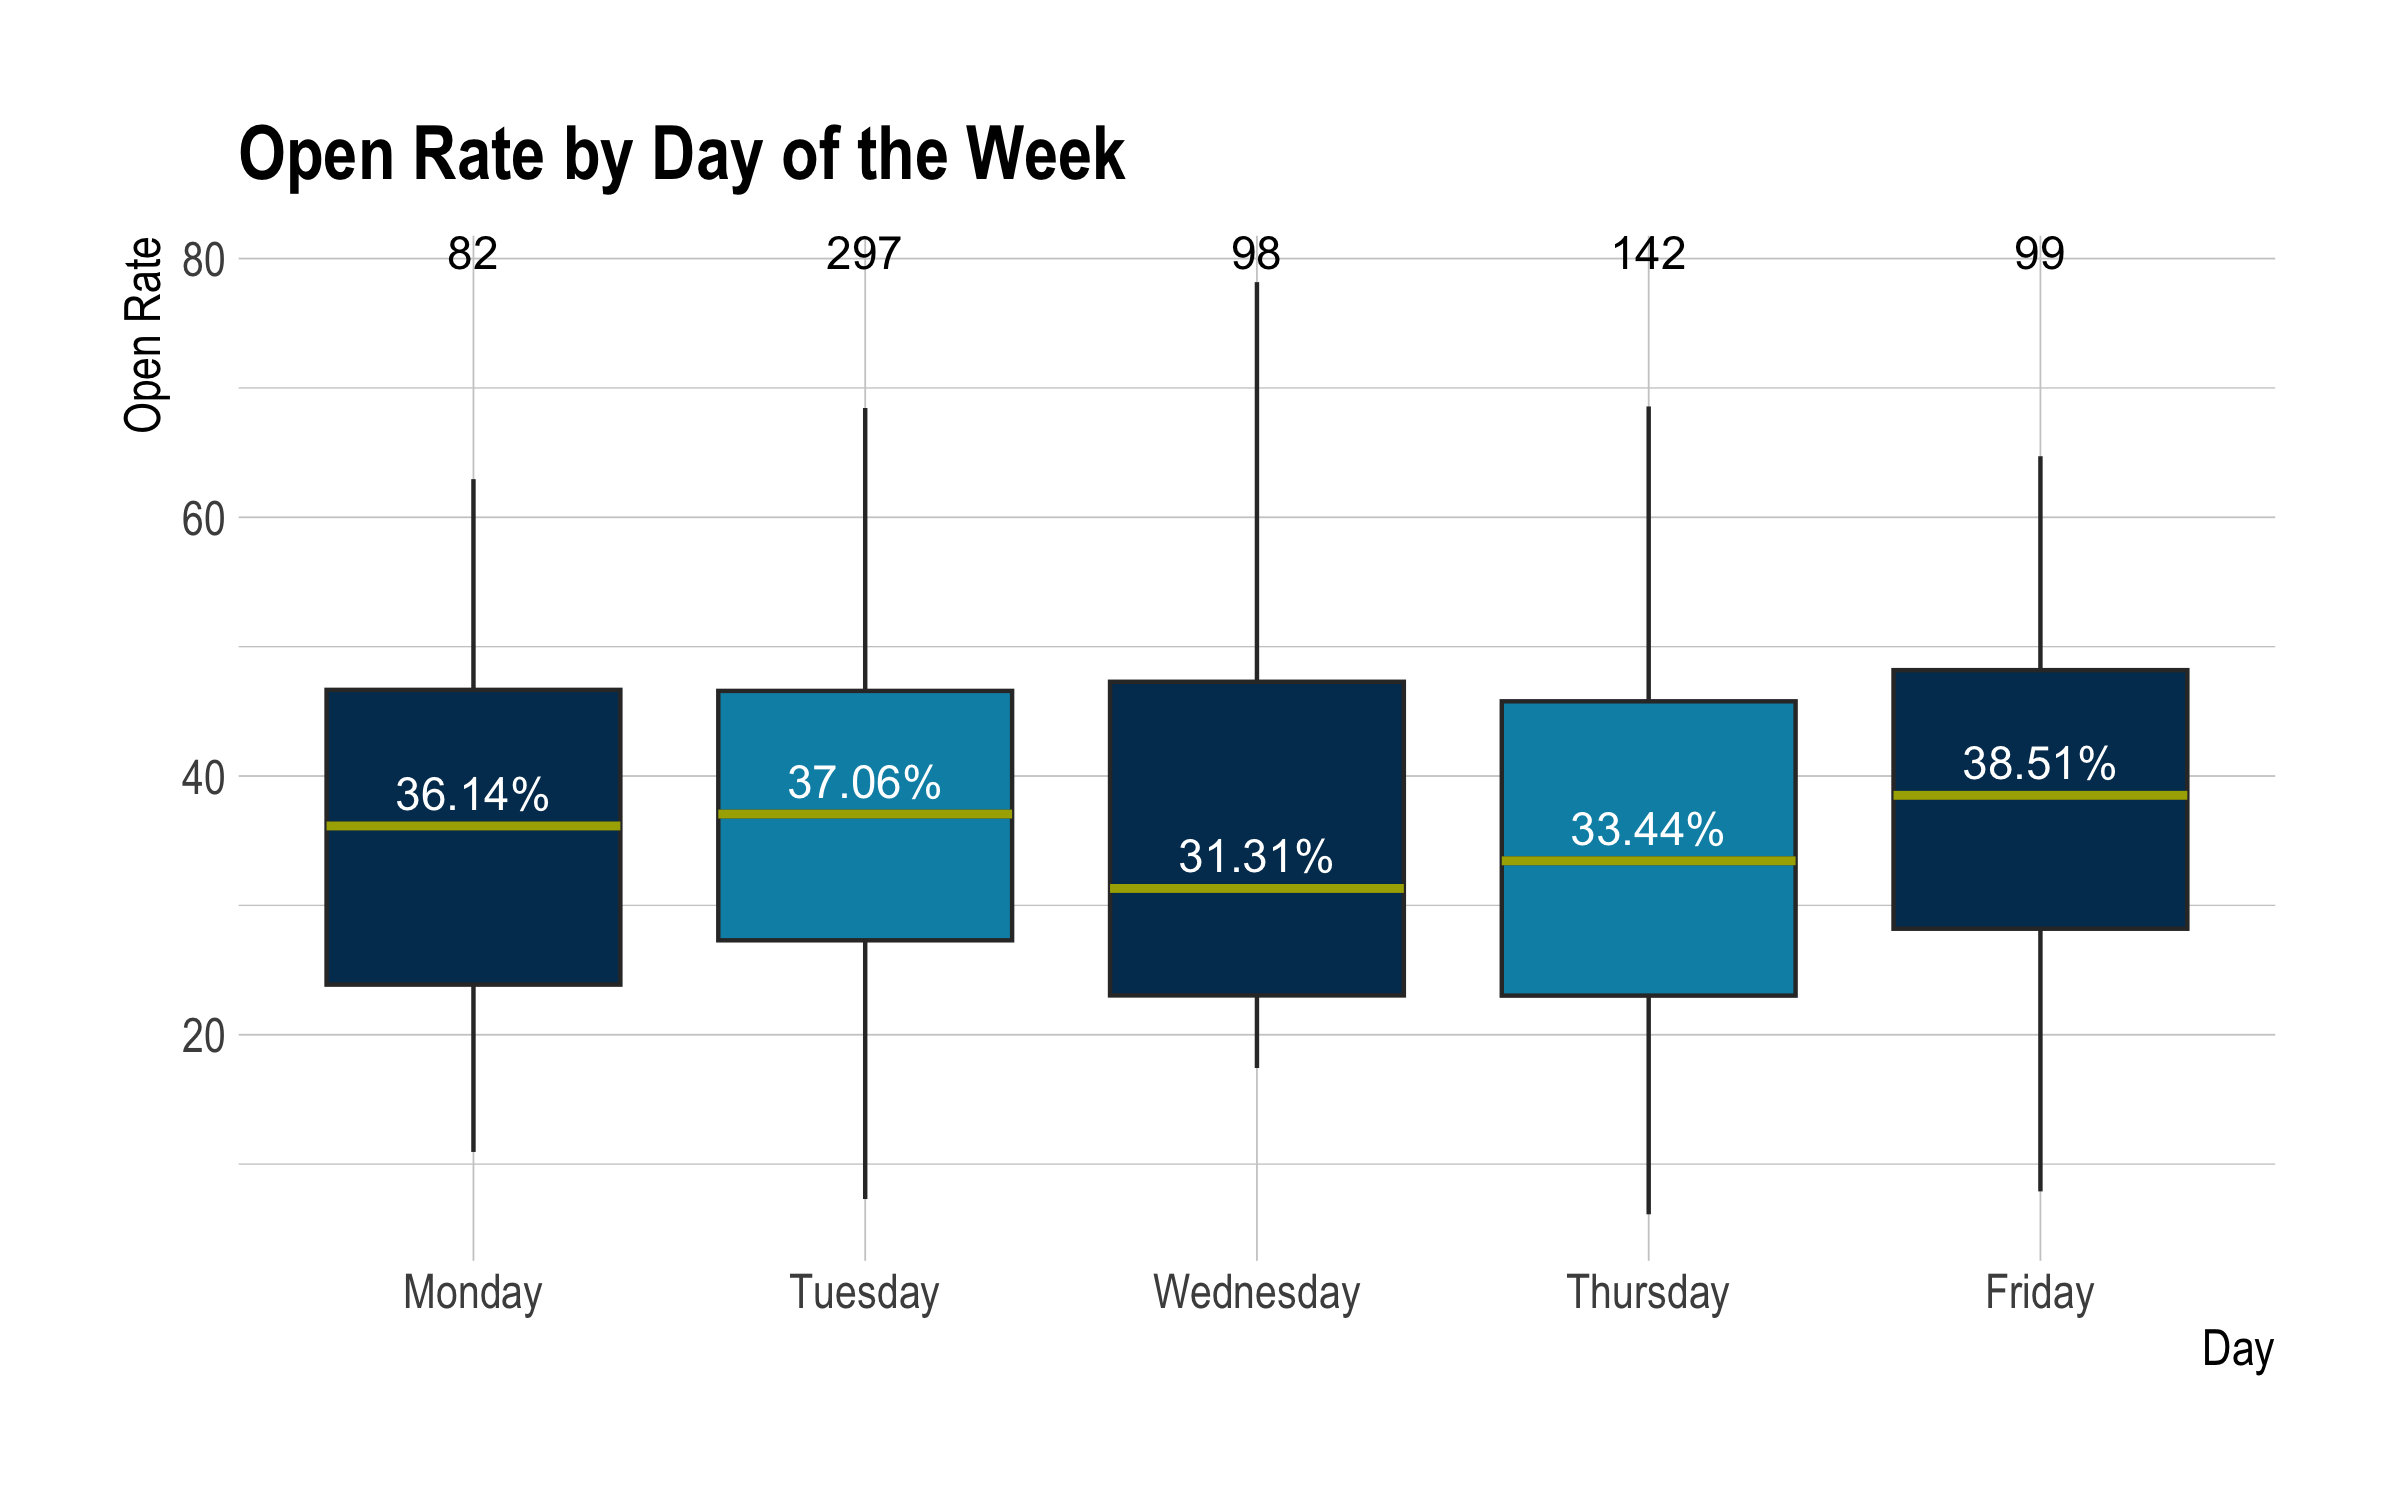 Open Rate by Day of the Week
Open Rate
80
60
40
20
82
297
98
142
99
36.14%
37.06%
31.31%
33.44%
38.51%
Monday
Tuesday
Wednesday
Thursday
Friday
Day